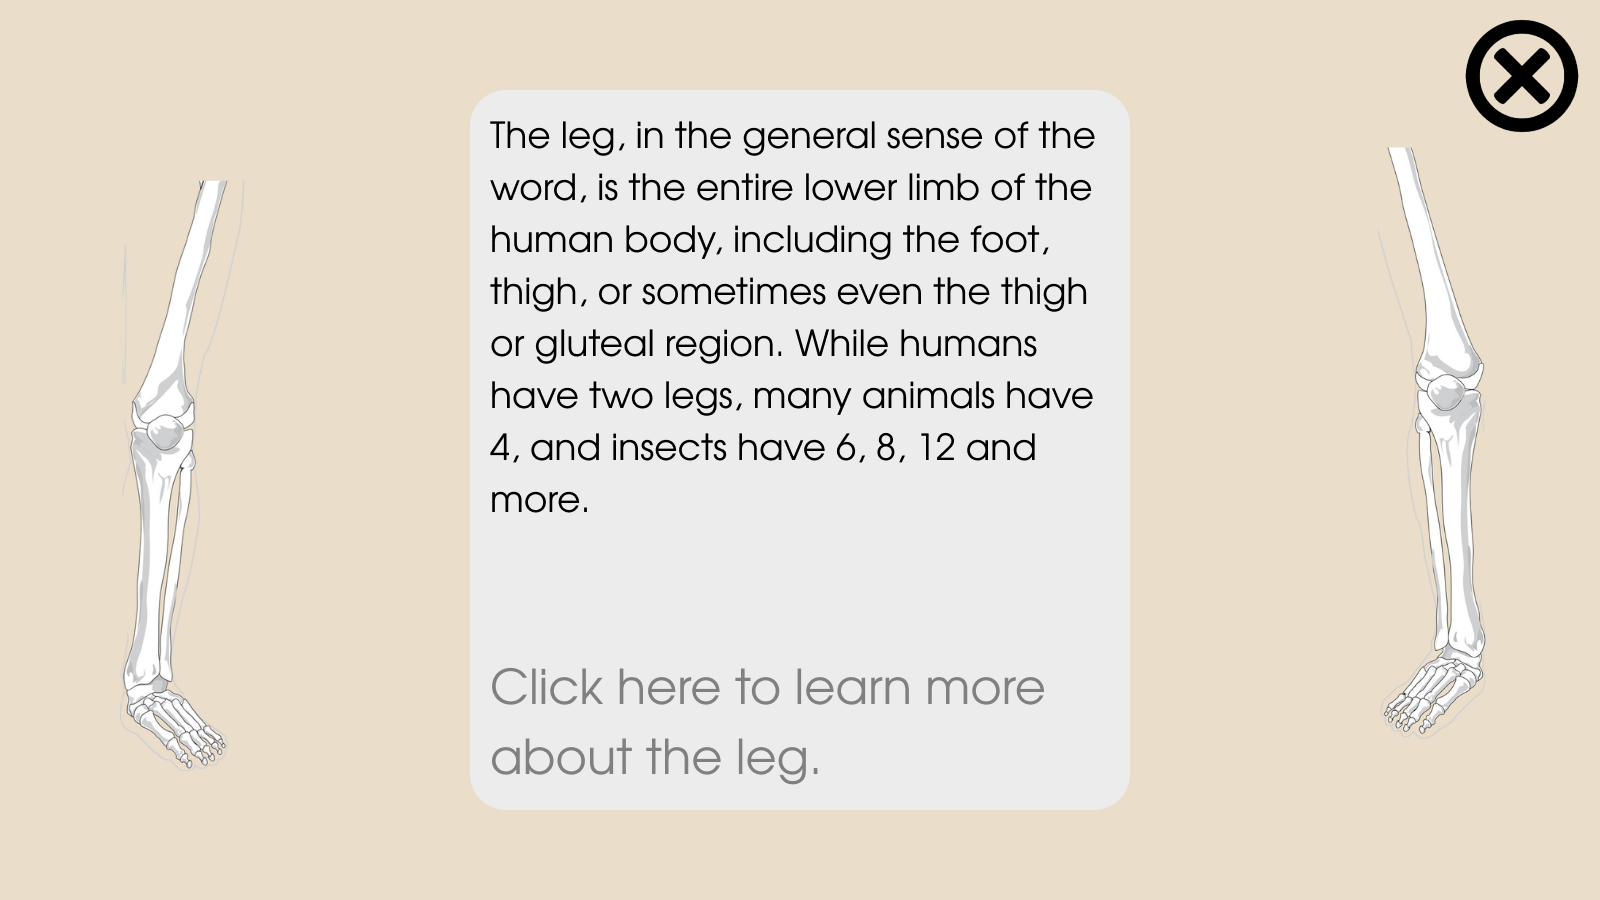 The leg, in the general sense of the
word, is the entire lower limb of the
human body, including the foot,
thigh, or sometimes even the thigh
or gluteal region. While humans
have two legs, many animals have
4, and insects have 6, 8, 12 and
more.
Click here to learn more
about the leg.